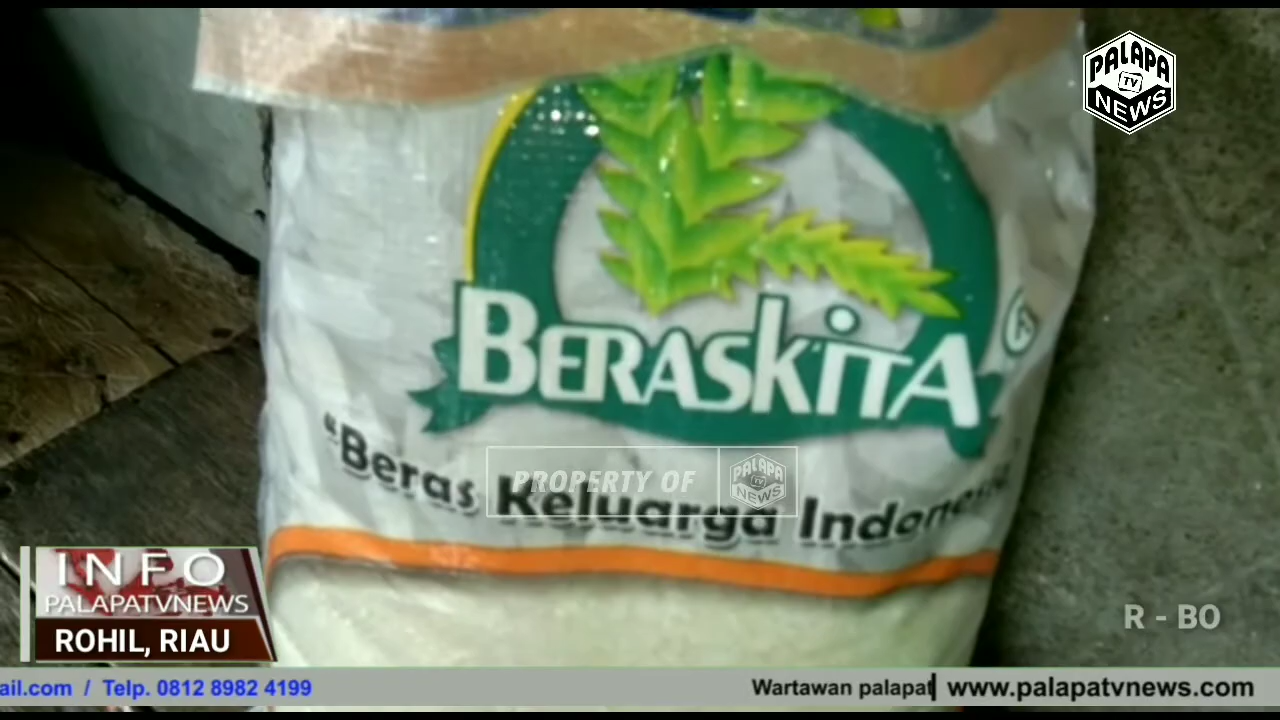 PALAPA
TV
NEWS
BERASKITA
®
"Beras Keluarga Indonesia
PROPERTY OF
PALAPA
TV
NEWS
INFO
PALAPATVNEWS
ROHIL, RIAU
R - BO
ail.com / Telp. 0812 8982 4199
Wartawan palapat
www.palapatvnews.com